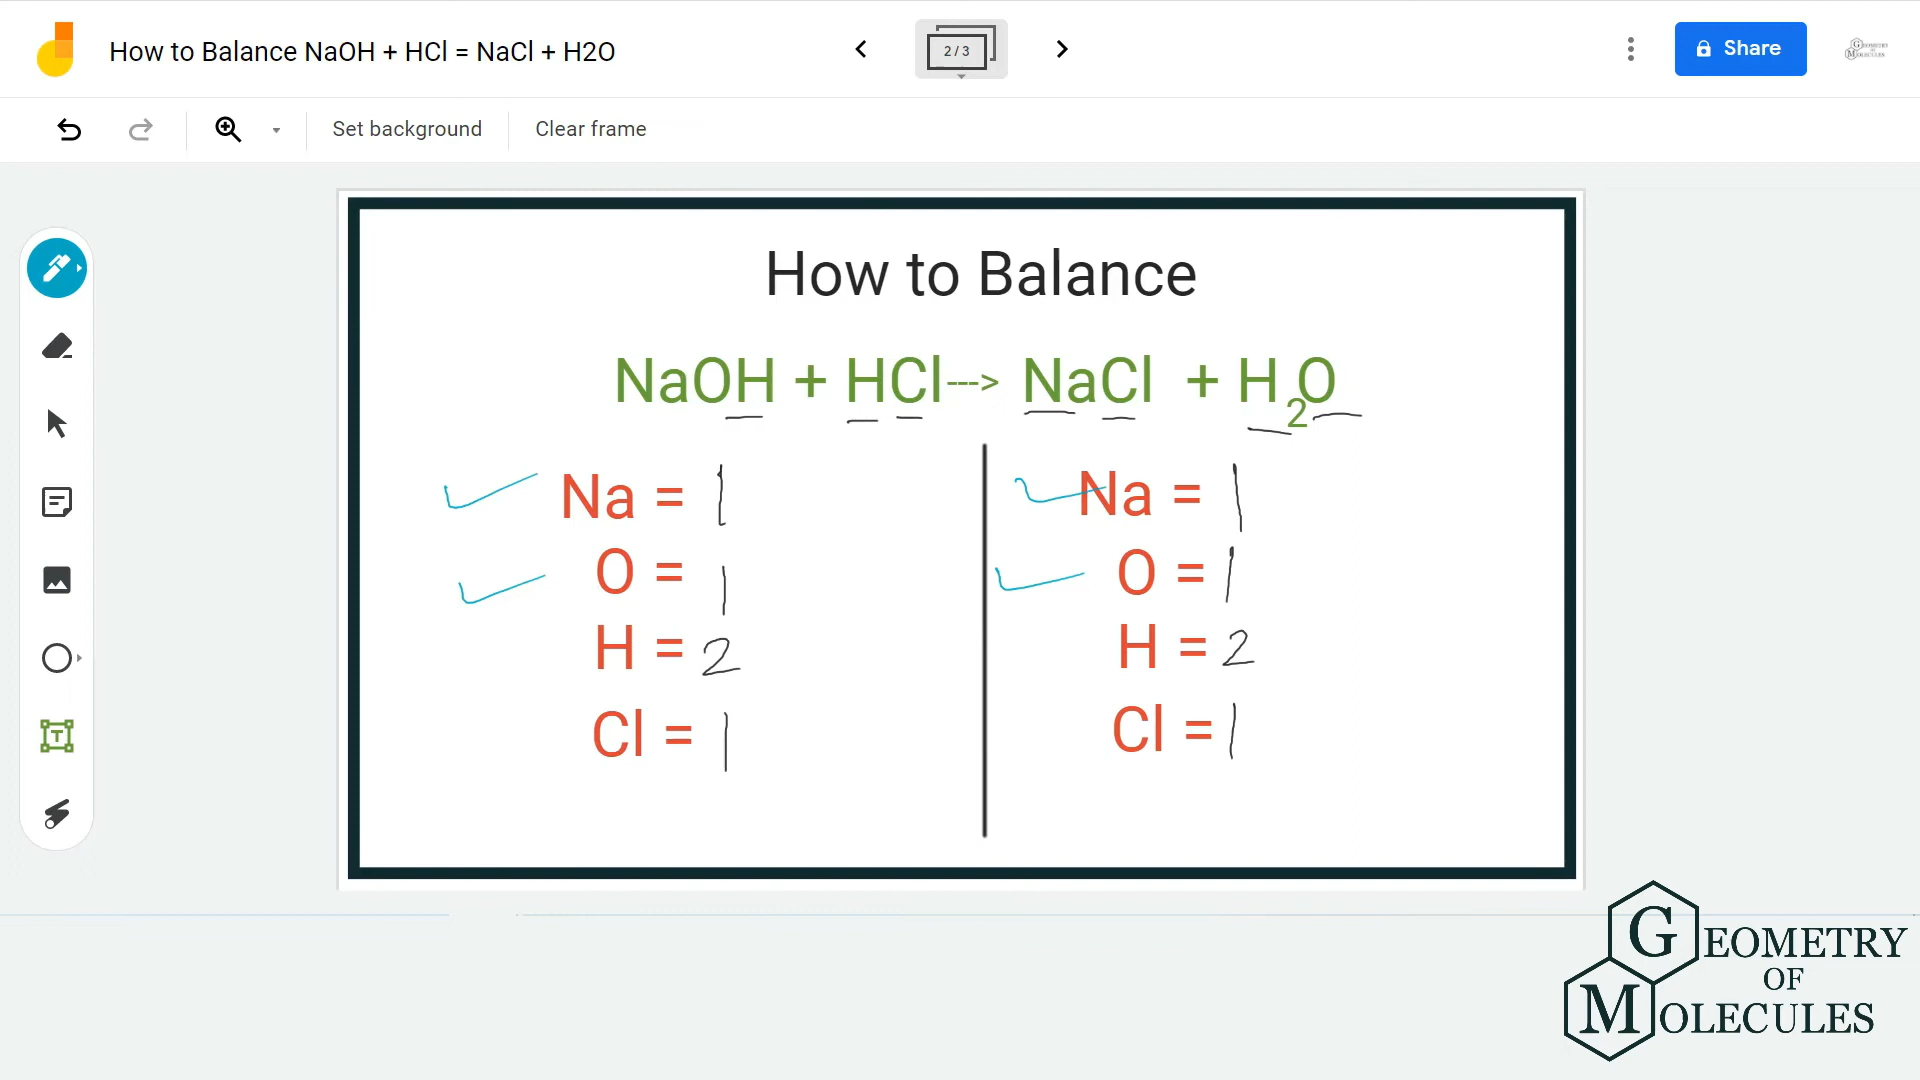 How to Balance NaOH + HCl = NaCl + H2O
2 / 3
Share
Set background
Clear frame
How to Balance
NaOH + HCl---> NaCl + H2O
Na = 1
O = 1
H = 2
Cl = 1
Na = 1
O = 1
H = 2
Cl = 1
GEOMETRY
OF
MOLECULES